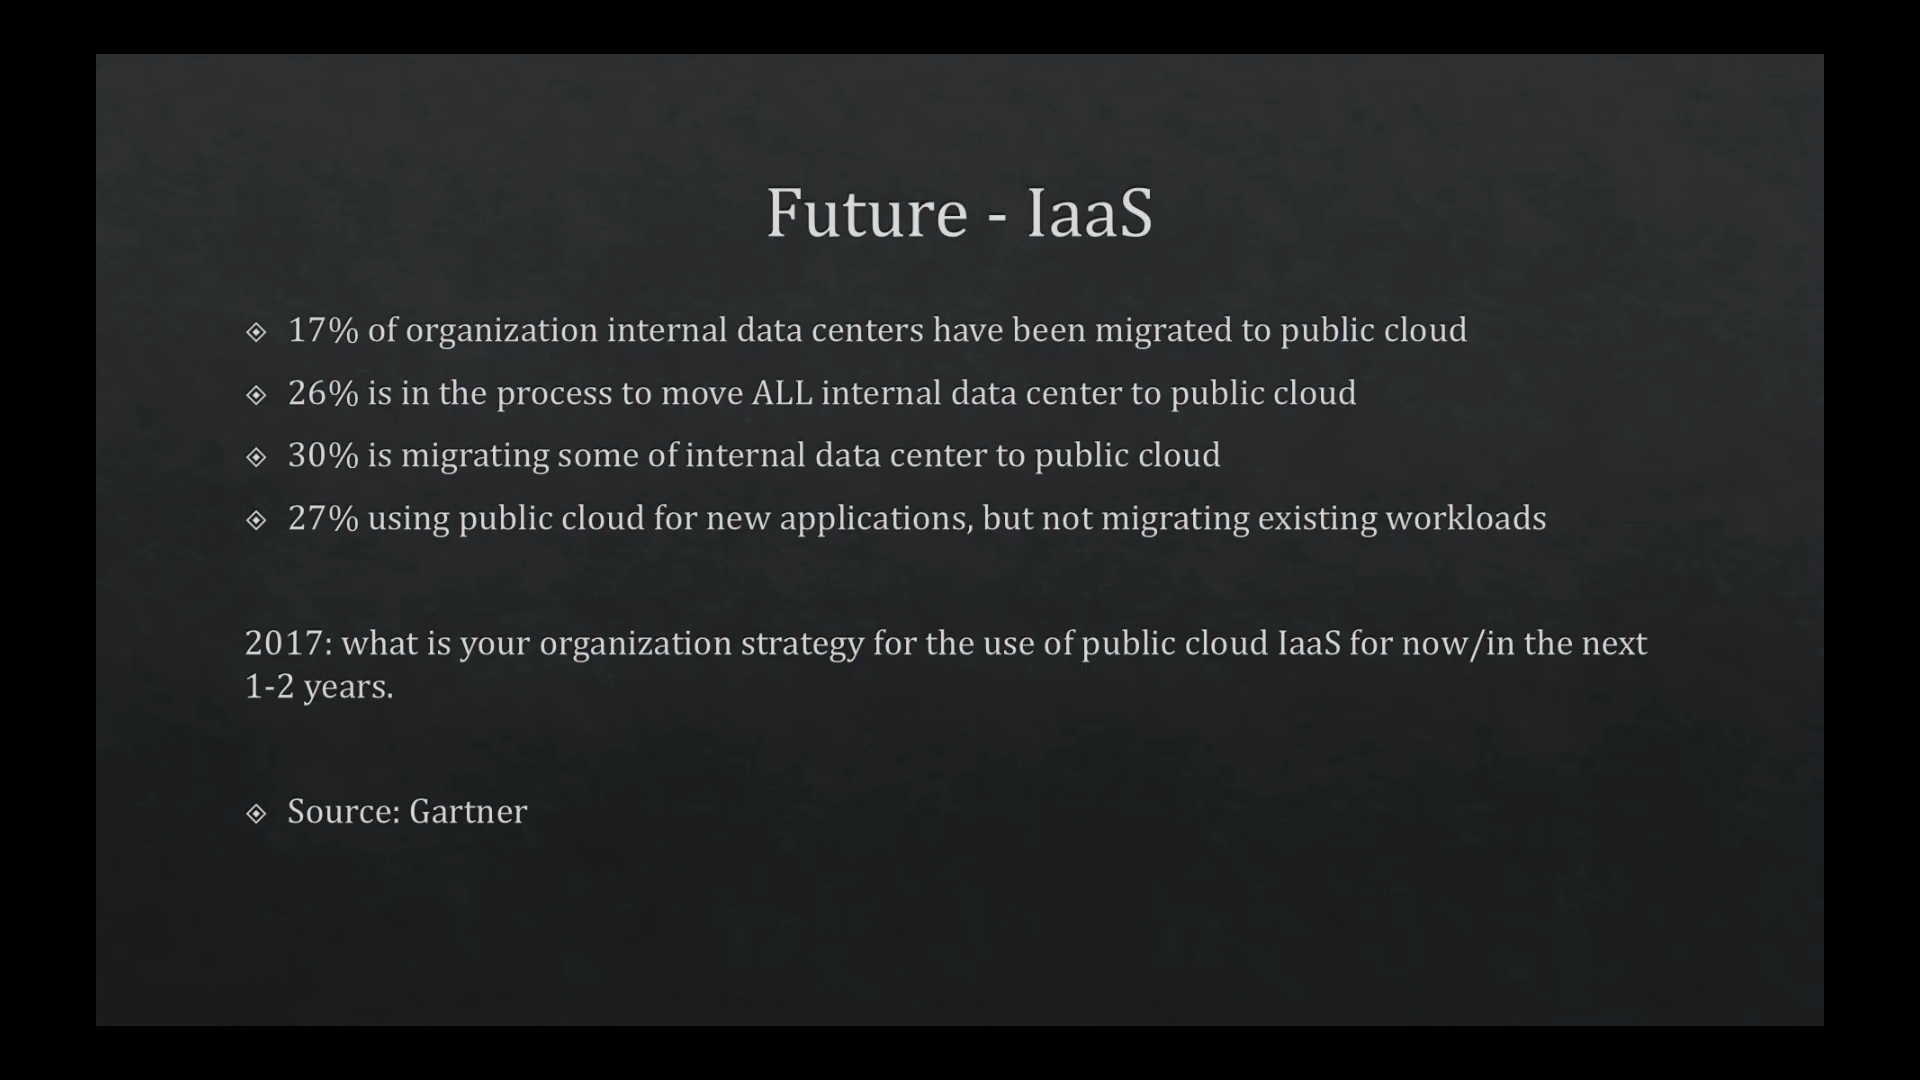 Future - IaaS
17% of organization internal data centers have been migrated to public cloud
26% is in the process to move ALL internal data center to public cloud
30% is migrating some of internal data center to public cloud
27% using public cloud for new applications, but not migrating existing workloads
2017: what is your organization strategy for the use of public cloud IaaS for now/in the next
1-2 years.
Source: Gartner